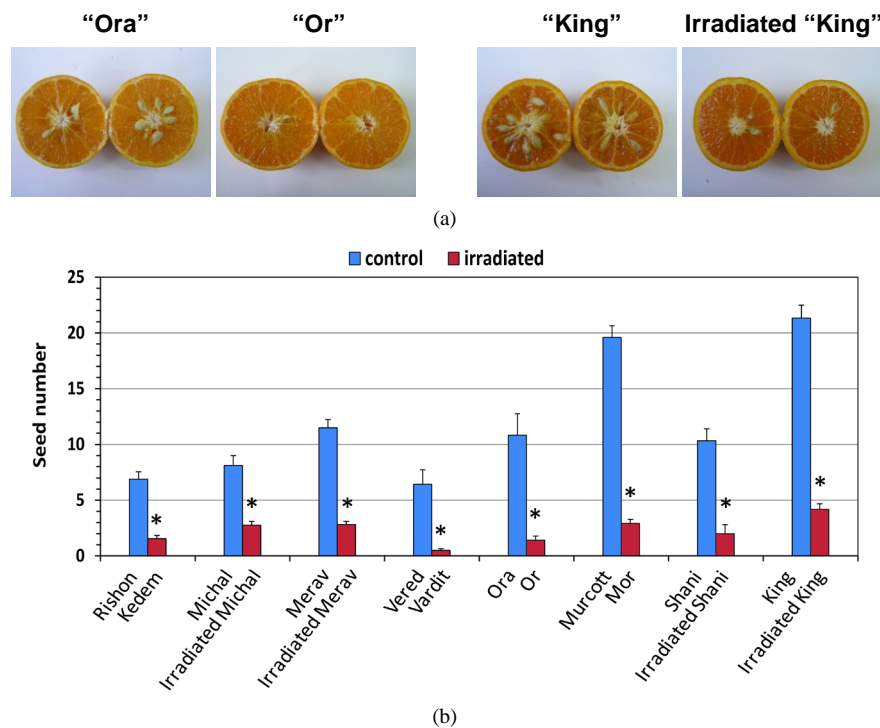 “Ora” “Or” “King” Irradiated “King”
(a)
control irradiated
25
20
15
10
5
0
Seed number
* * * * * * * *
Rishon
Kedem
Michal
Irradiated Michal
Merav
Irradiated Merav
Vered
Vardit
Ora
Or
Murcott
Mor
Shani
Irradiated Shani
King
Irradiated King
(b)